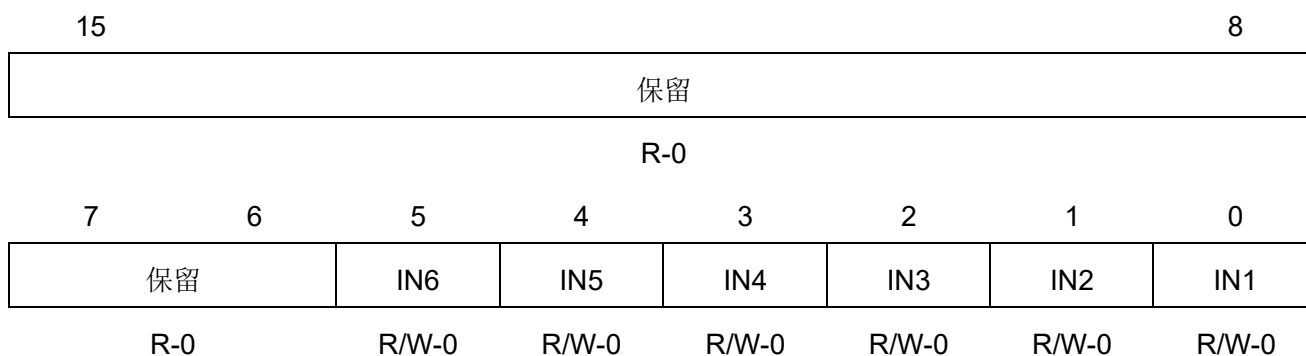 15 8
保留
R-0
7 6 5 4 3 2 1 0
保留 IN6 IN5 IN4 IN3 IN2 IN1
R-0 R/W-0 R/W-0 R/W-0 R/W-0 R/W-0 R/W-0